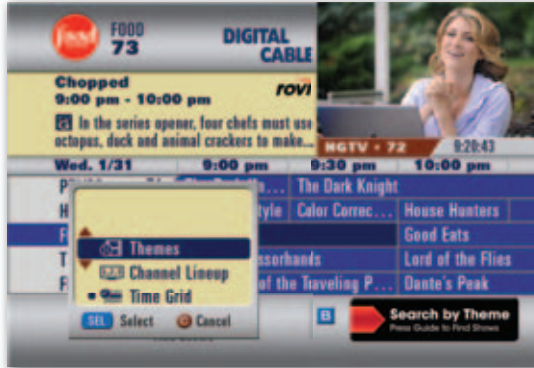 food
FOOD
73
DIGITAL
CABLE
Chopped
9:00 pm - 10:00 pm
rovi
G In the series opener, four chefs must use
octopus, duck and animal crackers to make...
HGTV • 72 9:20:43
Wed. 1/31 9:00 pm 9:30 pm 10:00 pm
The Dark Knight
Color Correc... House Hunters
Good Eats
Lord of the Flies
of the Traveling P... Dante's Peak
Themes
Channel Lineup
Time Grid
SEL Select C Cancel
B Search by Theme
Press Guide to Find Shows